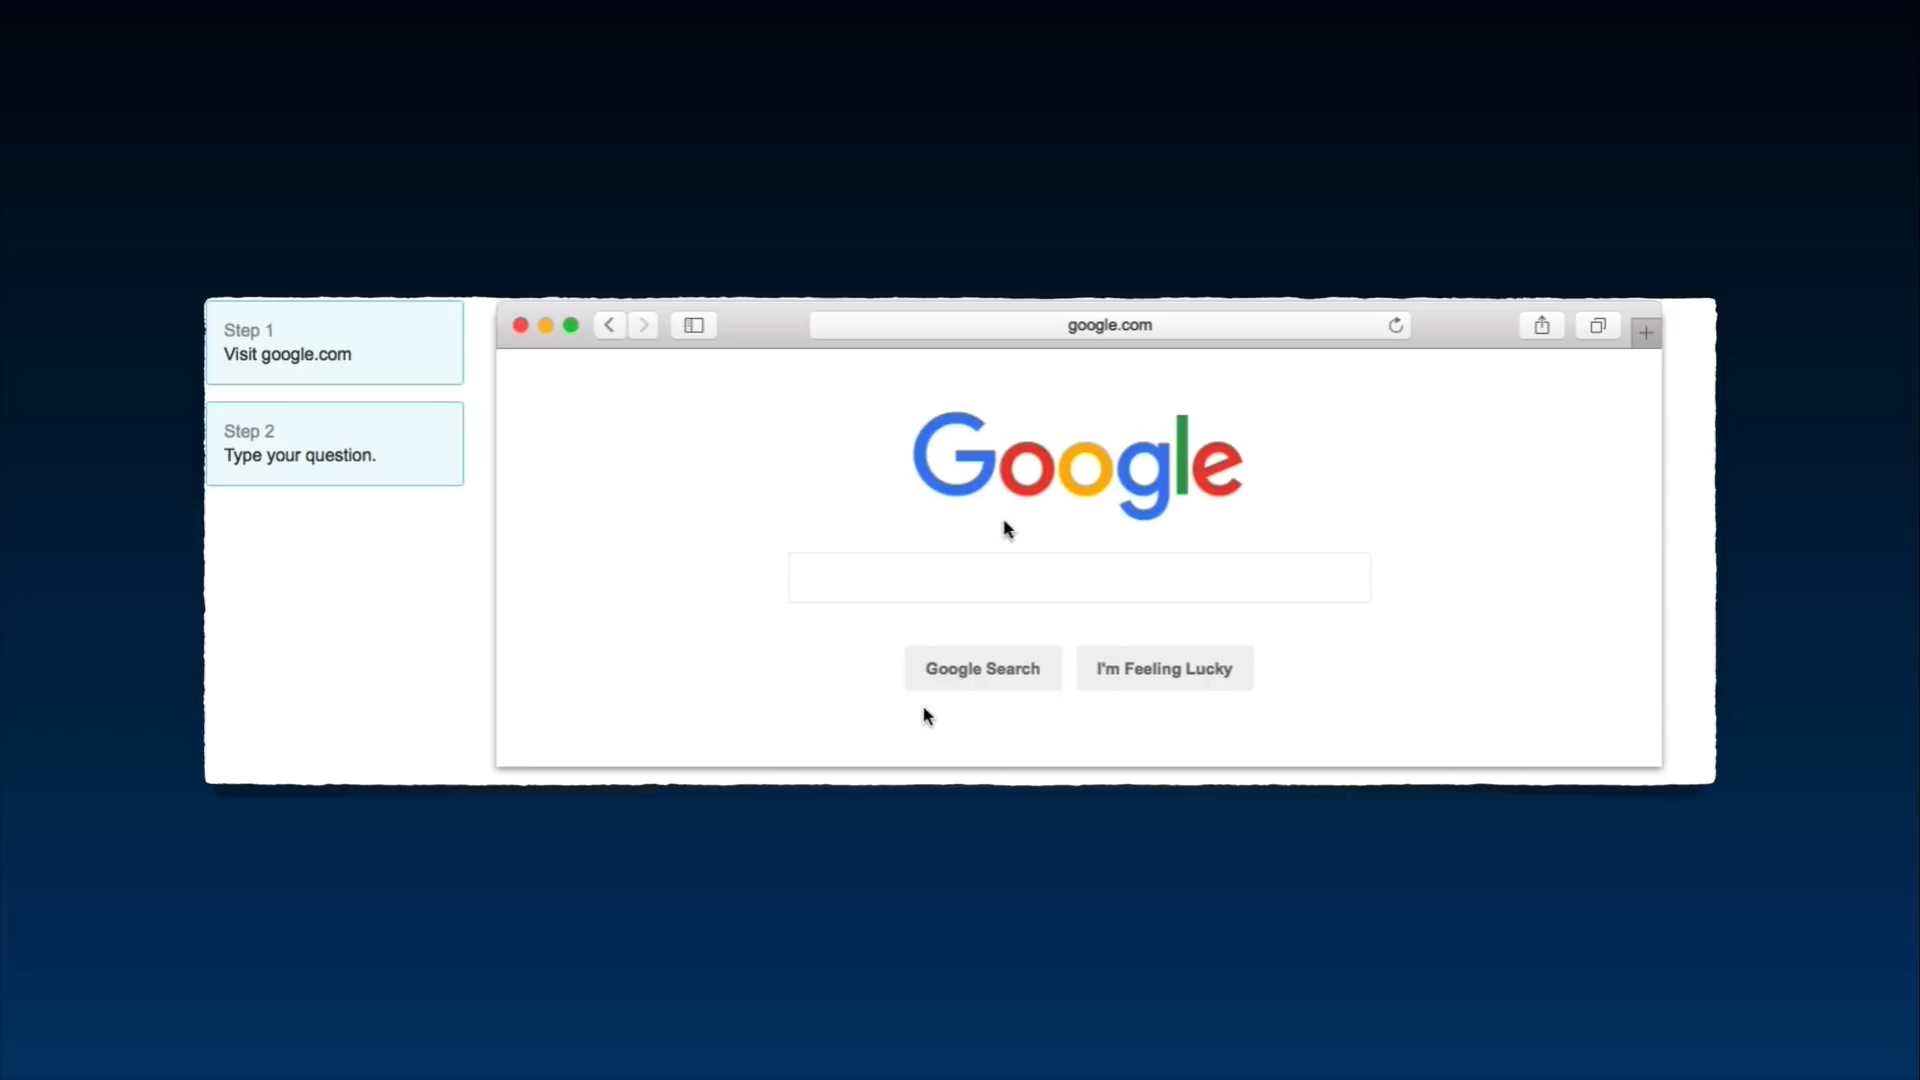 Step 1
Visit google.com
Step 2
Type your question.
google.com
Google
Google Search
I'm Feeling Lucky